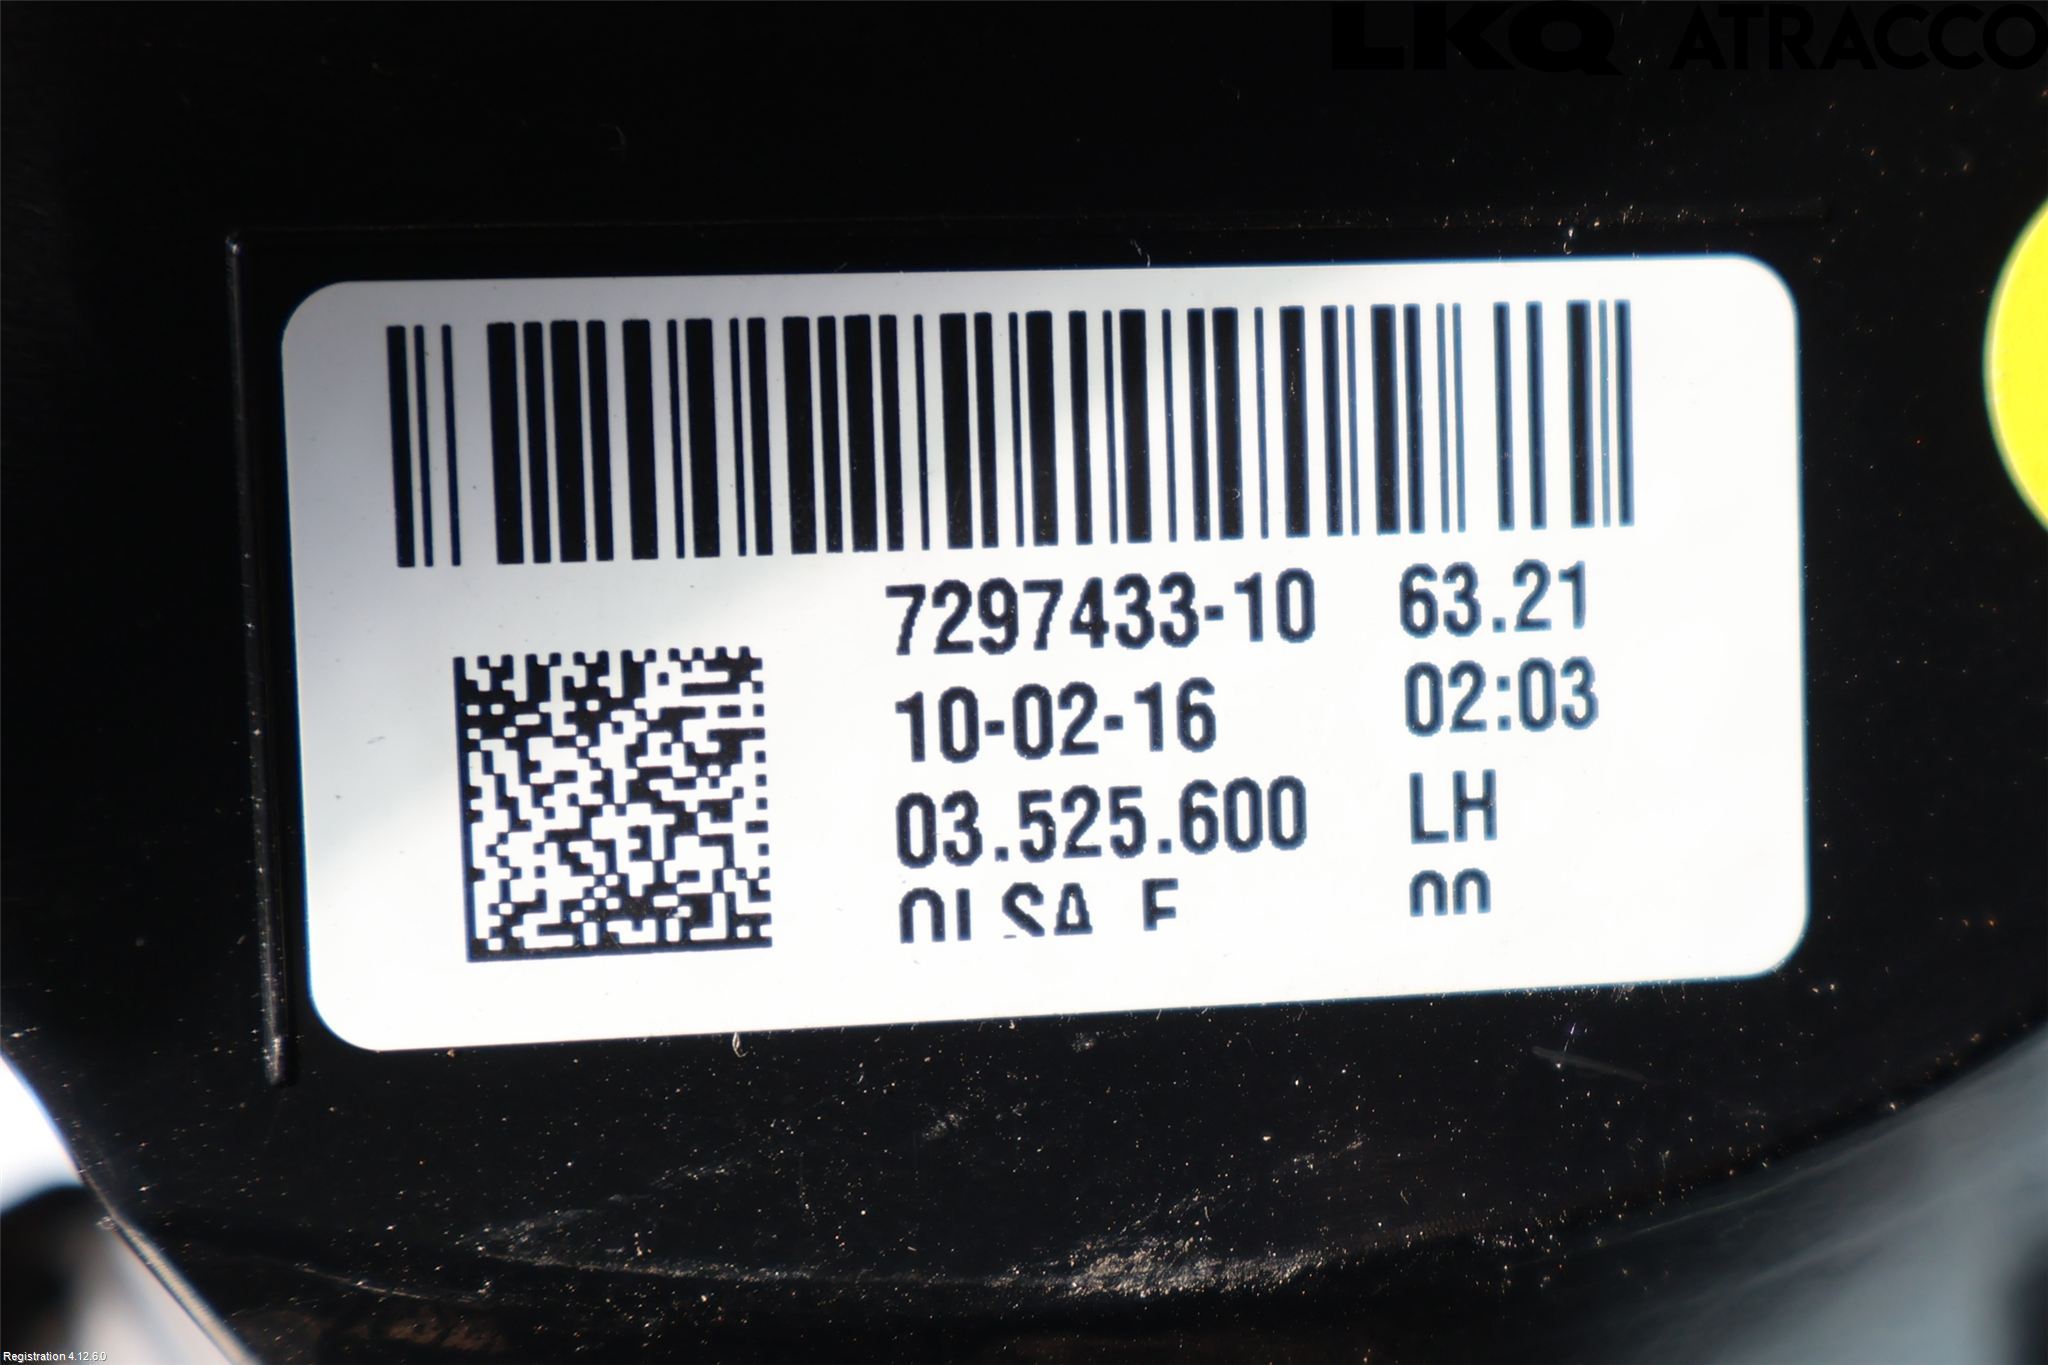 LKQ ATRACCO
7297433-10 63.21
10-02-16 02:03
03.525.600 LH
OLSA F
Registration 4.12.6.0